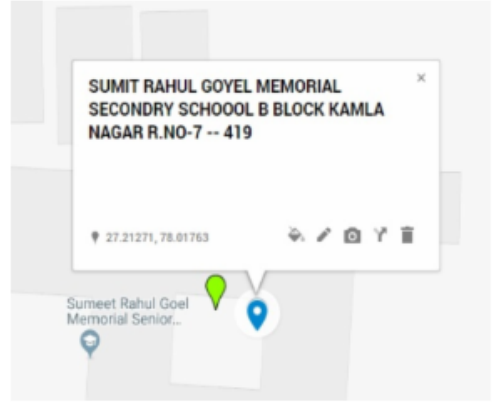 SUMIT RAHUL GOYEL MEMORIAL
SECONDRY SCHOOOL B BLOCK KAMLA
NAGAR R.NO-7 -- 419
27.21271, 78.01763
Sumeet Rahul Goel
Memorial Senior...